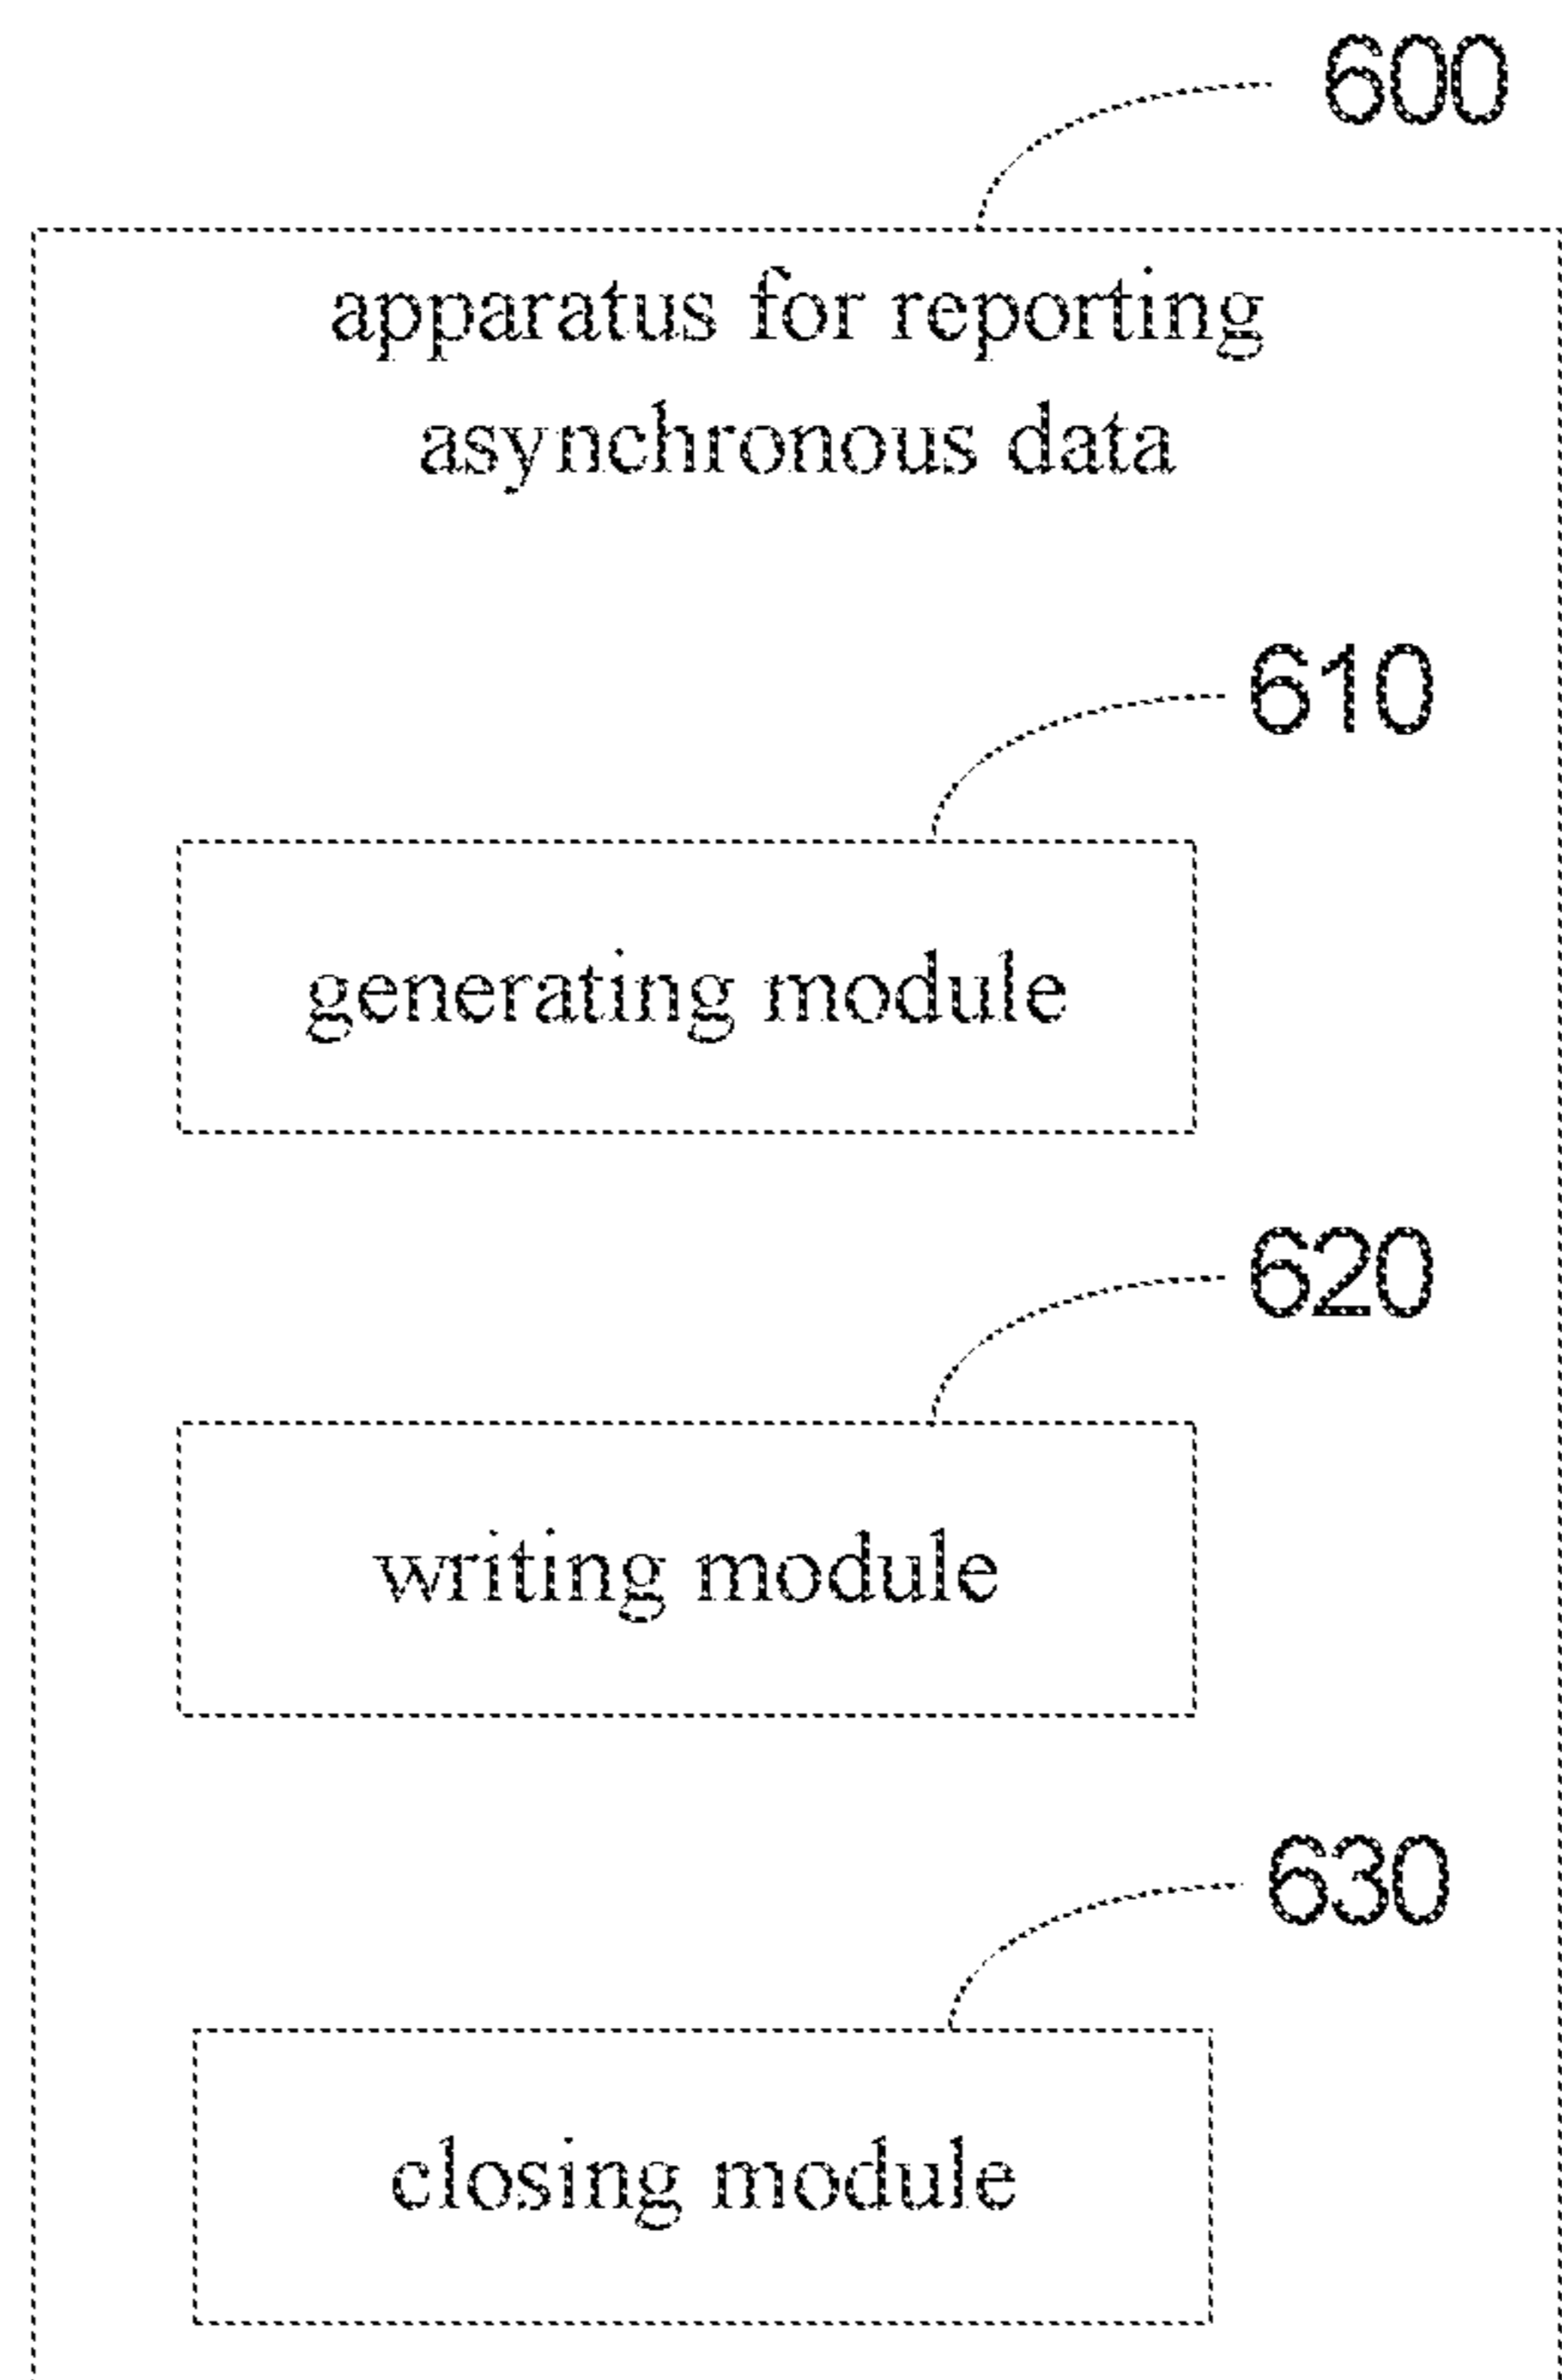 600
apparatus for reporting
asynchronous data
610
generating module
620
writing module
630
closing module